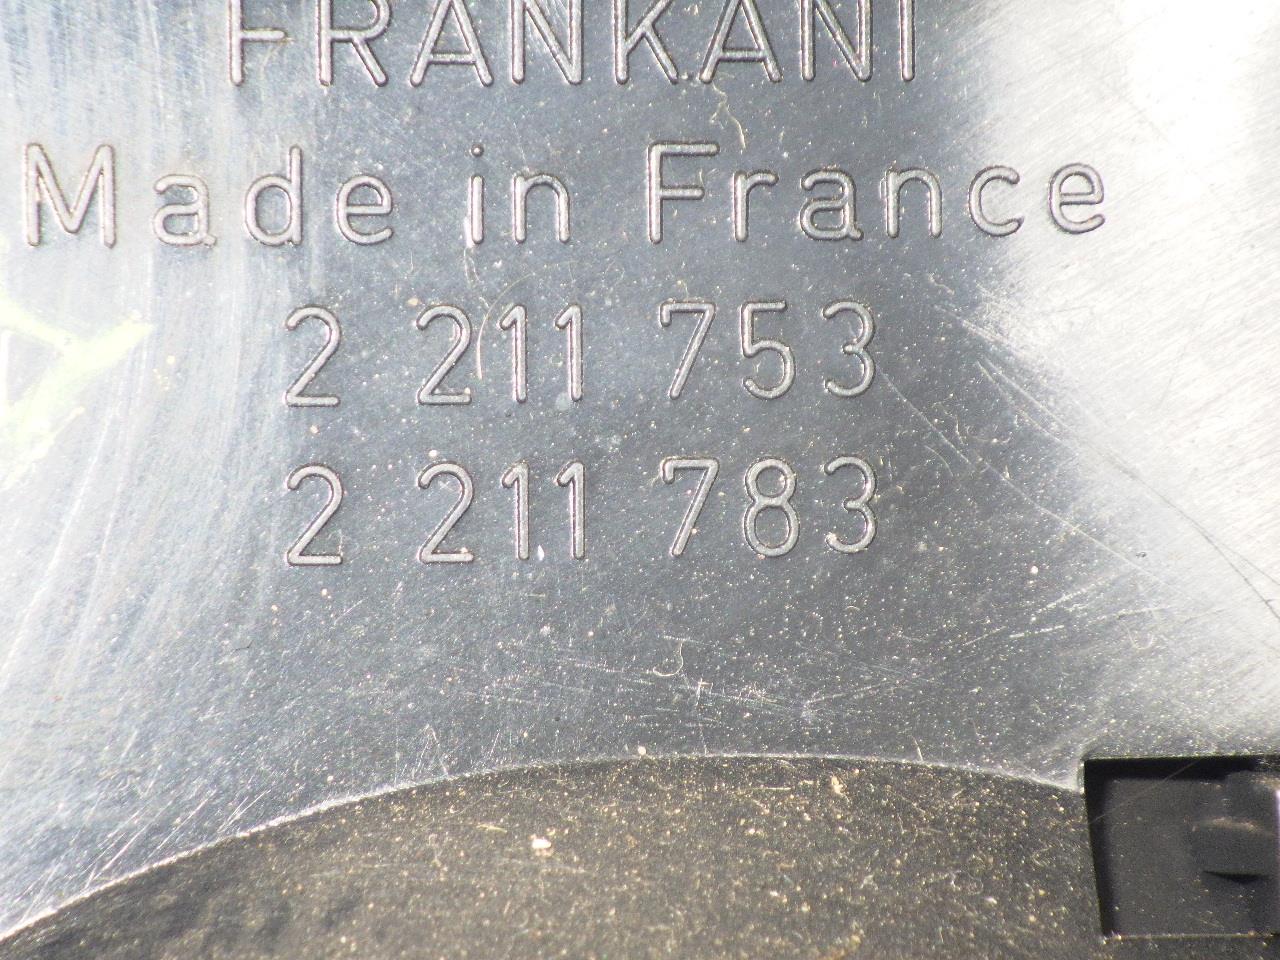 FRANKANI
Made in France
2 211 753
2 211 783